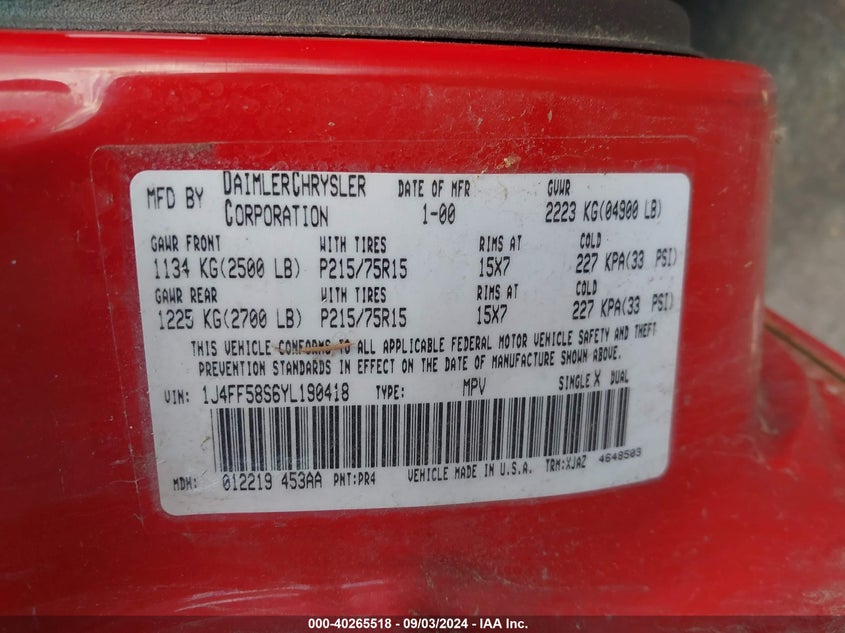 MFD BY DAIMLERCHRYSLER CORPORATION DATE OF MFR 1-00 GVWR 2223 KG(04900 LB)
GAWR FRONT WITH TIRES RIMS AT COLD
1134 KG(2500 LB) P215/75R15 15X7 227 KPA(33 PSI)
GAWR REAR WITH TIRES RIMS AT COLD
1225 KG(2700 LB) P215/75R15 15X7 227 KPA(33 PSI)
THIS VEHICLE CONFORMS TO ALL APPLICABLE FEDERAL MOTOR VEHICLE SAFETY AND THEFT
PREVENTION STANDARDS IN EFFECT ON THE DATE OF MANUFACTURE SHOWN ABOVE.
VIN: 1J4FF58S6YL190418 TYPE: MPV SINGLE X DUAL
MDH: 012219 453AA PNT:PR4 VEHICLE MADE IN U.S.A. TRM:XJAZ 4648503
000-40265518 - 09/03/2024 - IAA Inc.